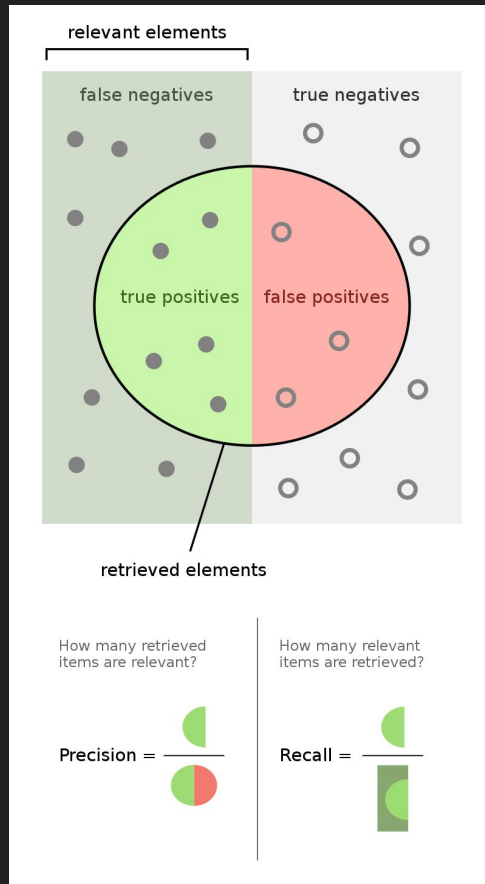 relevant elements
false negatives
true negatives
true positives
false positives
retrieved elements
How many retrieved
items are relevant?
Precision =
How many relevant
items are retrieved?
Recall =